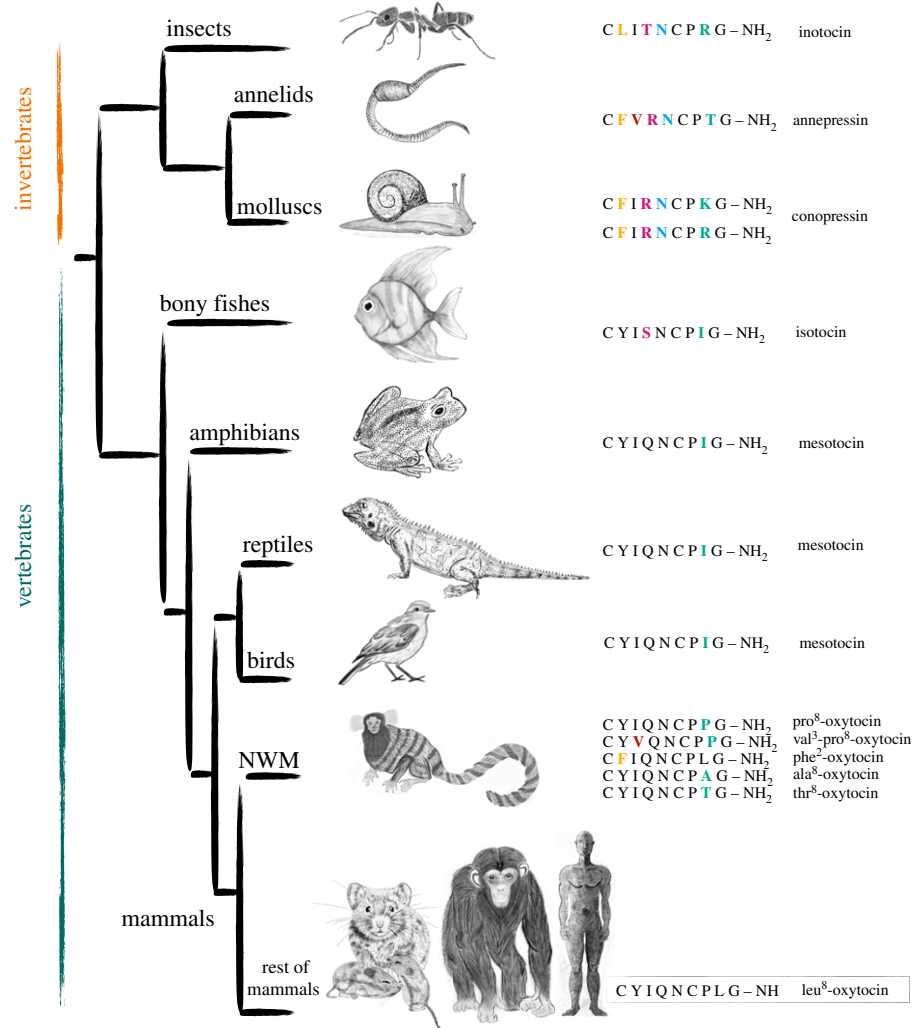 invertebrates
vertebrates
insects
C L I T N C P R G – NH2 inotocin
annelids
C F V R N C P T G – NH2 annepressin
molluscs
C F I R N C P K G – NH2
conopressin
C F I R N C P R G – NH2
bony fishes
C Y I S N C P I G – NH2 isotocin
amphibians
C Y I Q N C P I G – NH2 mesotocin
reptiles
C Y I Q N C P I G – NH2 mesotocin
birds
C Y I Q N C P I G – NH2 mesotocin
NWM
C Y I Q N C P P G – NH2 pro8-oxytocin
C Y V Q N C P P G – NH2 val3-pro8-oxytocin
C F I Q N C P L G – NH2 phe2-oxytocin
C Y I Q N C P A G – NH2 ala8-oxytocin
C Y I Q N C P T G – NH2 thr8-oxytocin
mammals
rest of
mammals
C Y I Q N C P L G – NH leu8-oxytocin